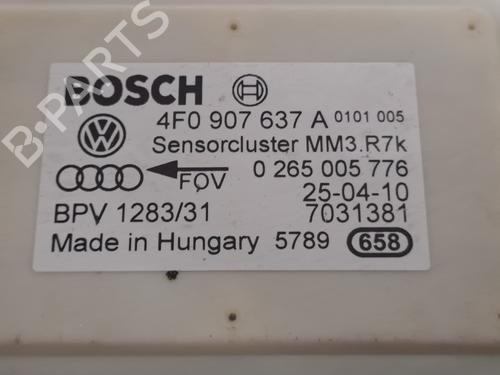 BOSCH
4F0 907 637 A 0101 005
Sensorcluster MM3.R7k
FOV 0 265 005 776
25-04-10
BPV 1283/31 7031381
Made in Hungary 5789 658
B-PARTS